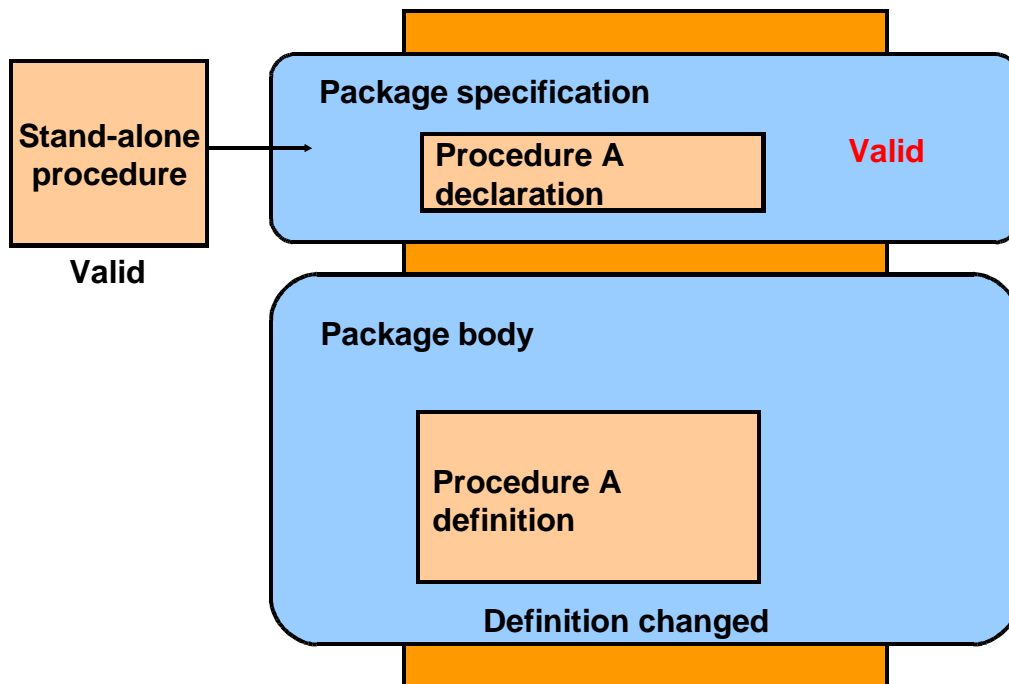 Package specification
Stand-alone
procedure
Procedure A
declaration
Valid
Valid
Package body
Procedure A
definition
Definition changed